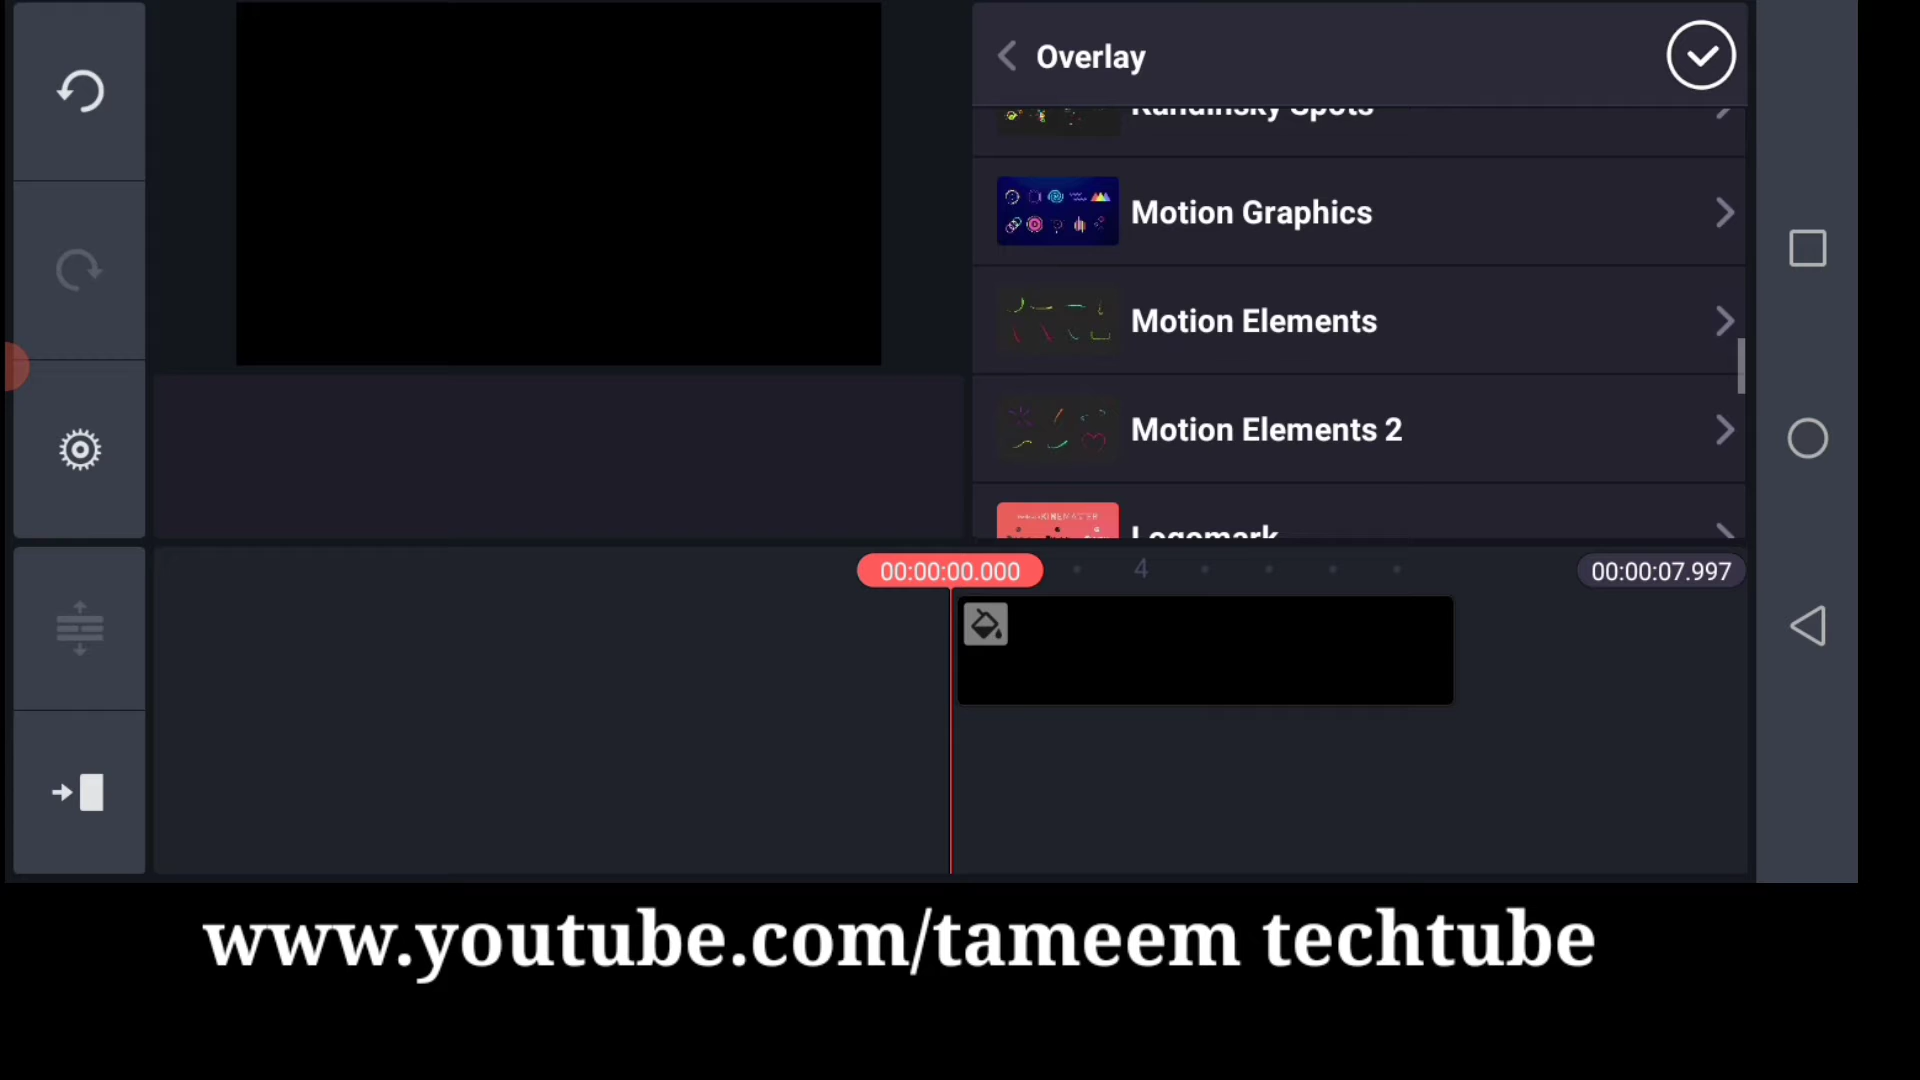 Overlay
Kandinsky Spots
Motion Graphics
Motion Elements
Motion Elements 2
Logomark
00:00:00.000
4
00:00:07.997
www.youtube.com/tameem techtube